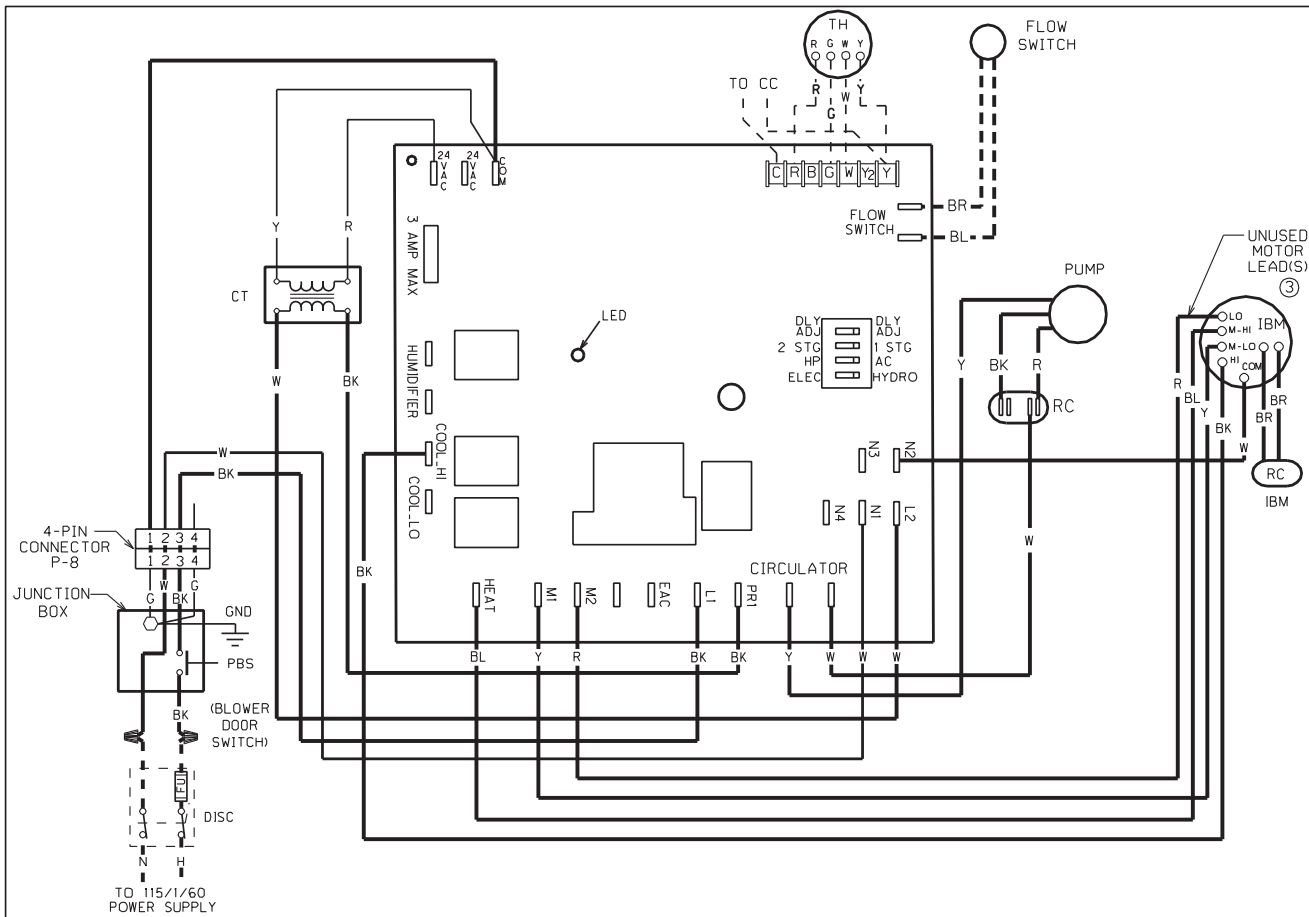 TH
R G W Y
FLOW
SWITCH
TO CC
R
G
W
Y
24
VAC
24
VAC
COM
C R B G W Y2 Y
BR
FLOW
SWITCH
BL
3 AMP MAX
Y
R
CT
UNUSED
MOTOR
LEAD(S)
3
PUMP
LED
LO
M-HI
IBM
M-LO
HI
COM
DLY
ADJ
DLY
ADJ
2 STG
1 STG
HP
AC
ELEC
HYDRO
HUMIDIFIER
W
BK
Y
BK
R
RC
R
BL
Y
BK
W
BR
BR
RC
IBM
COOL_HI
COOL_LO
N3
N2
N4
N1
L2
W
BK
4-PIN
CONNECTOR
P-8
1 2 3 4
1 2 3 4
G
W
BK
G
JUNCTION
BOX
GND
PBS
BK
(BLOWER
DOOR
SWITCH)
BK
W
CIRCULATOR
HEAT
M1
M2
EAC
L1
PR1
BL
Y
R
BK
BK
Y
W
W
W
FU
DISC
N
H
TO 115/1/60
POWER SUPPLY